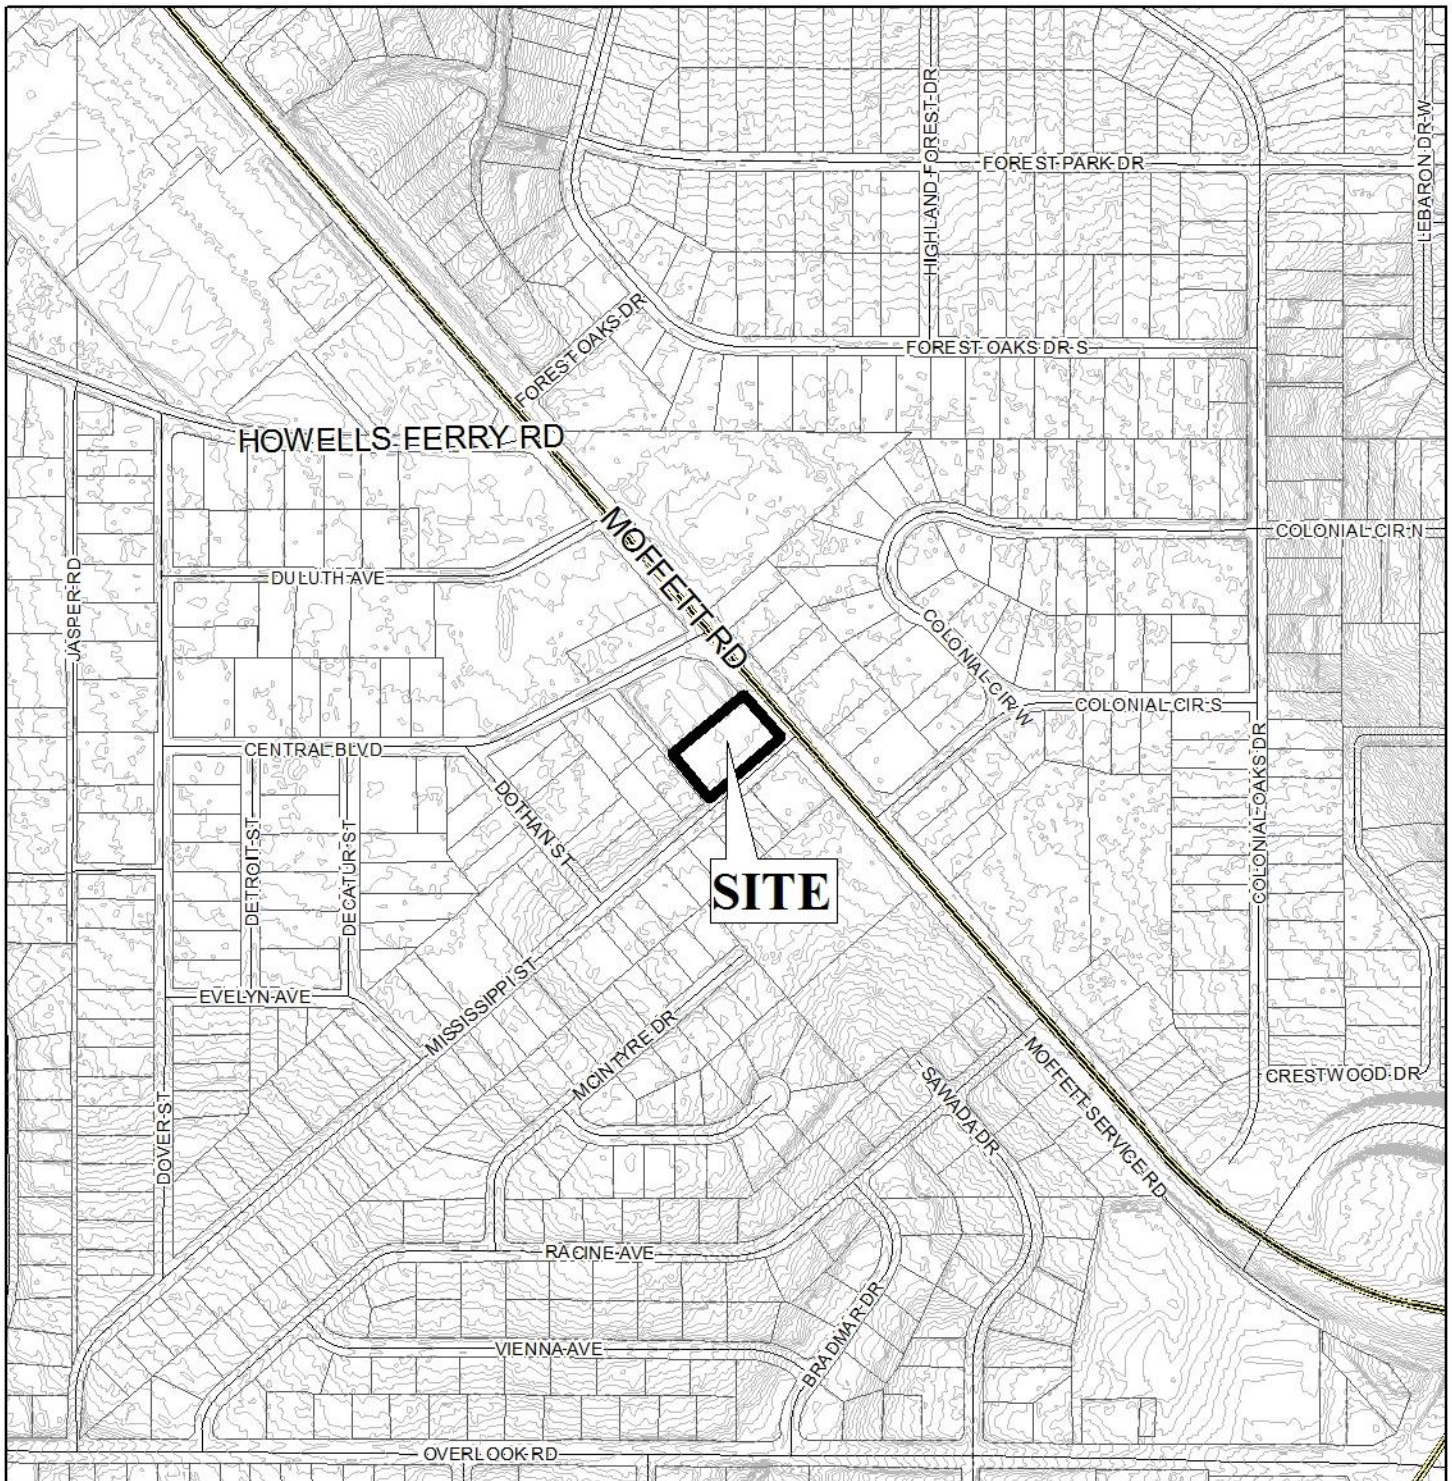 FOREST PARK DR
HIGHLAND FOREST DR
LEBARON DR W
FOREST OAKS DR
FOREST OAKS DR S
HOWELLS FERRY RD
MOFFETT RD
COLONIAL CIR N
JASPER RD
DULUTH AVE
COLONIAL CIR W
COLONIAL CIR S
CENTRAL BLVD
COLONIAL OAKS DR
DOTHAN ST
DETROIT ST
DECATUR ST
SITE
EVELYN AVE
MISSISSIPPI ST
MCINTYRE DR
SAWADA DR
MOFFETT SERVICE RD
CRESTWOOD DR
DOVER ST
RACINE AVE
BRADMAR DR
VIENNA AVE
OVERLOOK RD